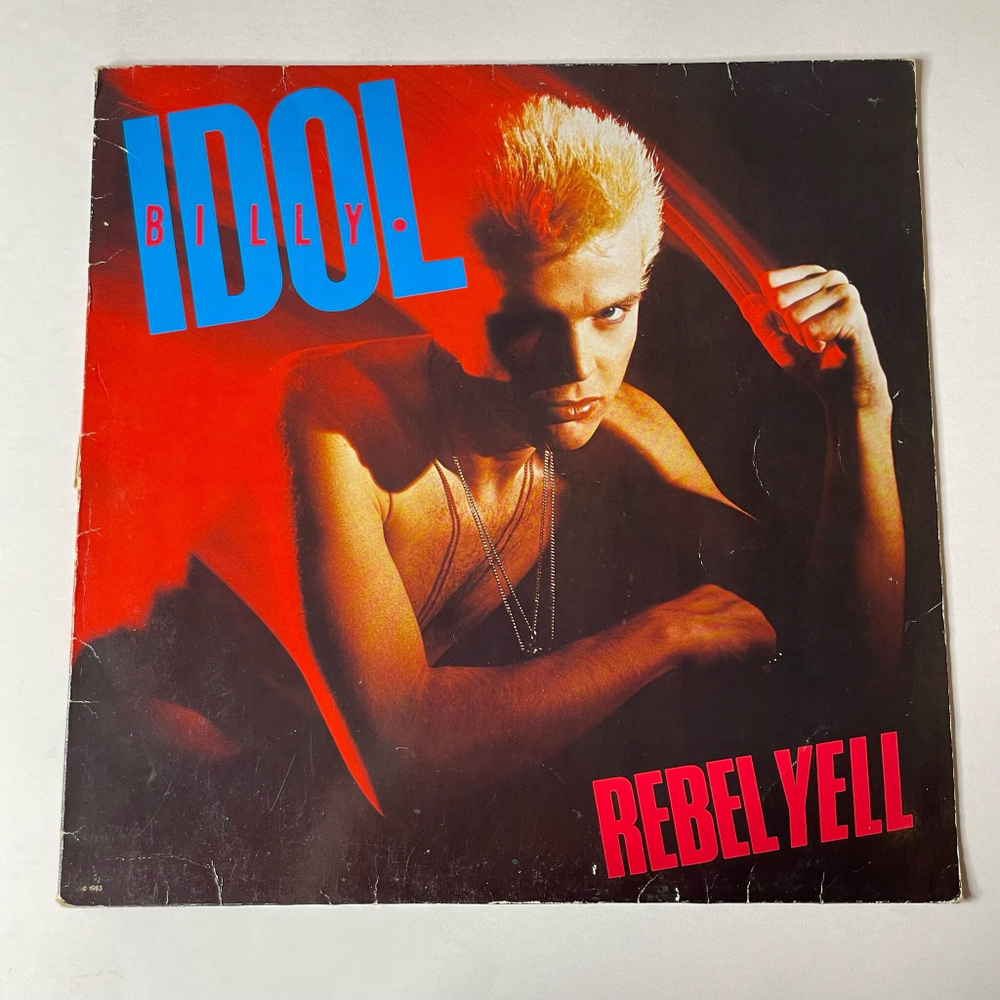 IDOL
BILLY•
REBEL YELL
© 1983